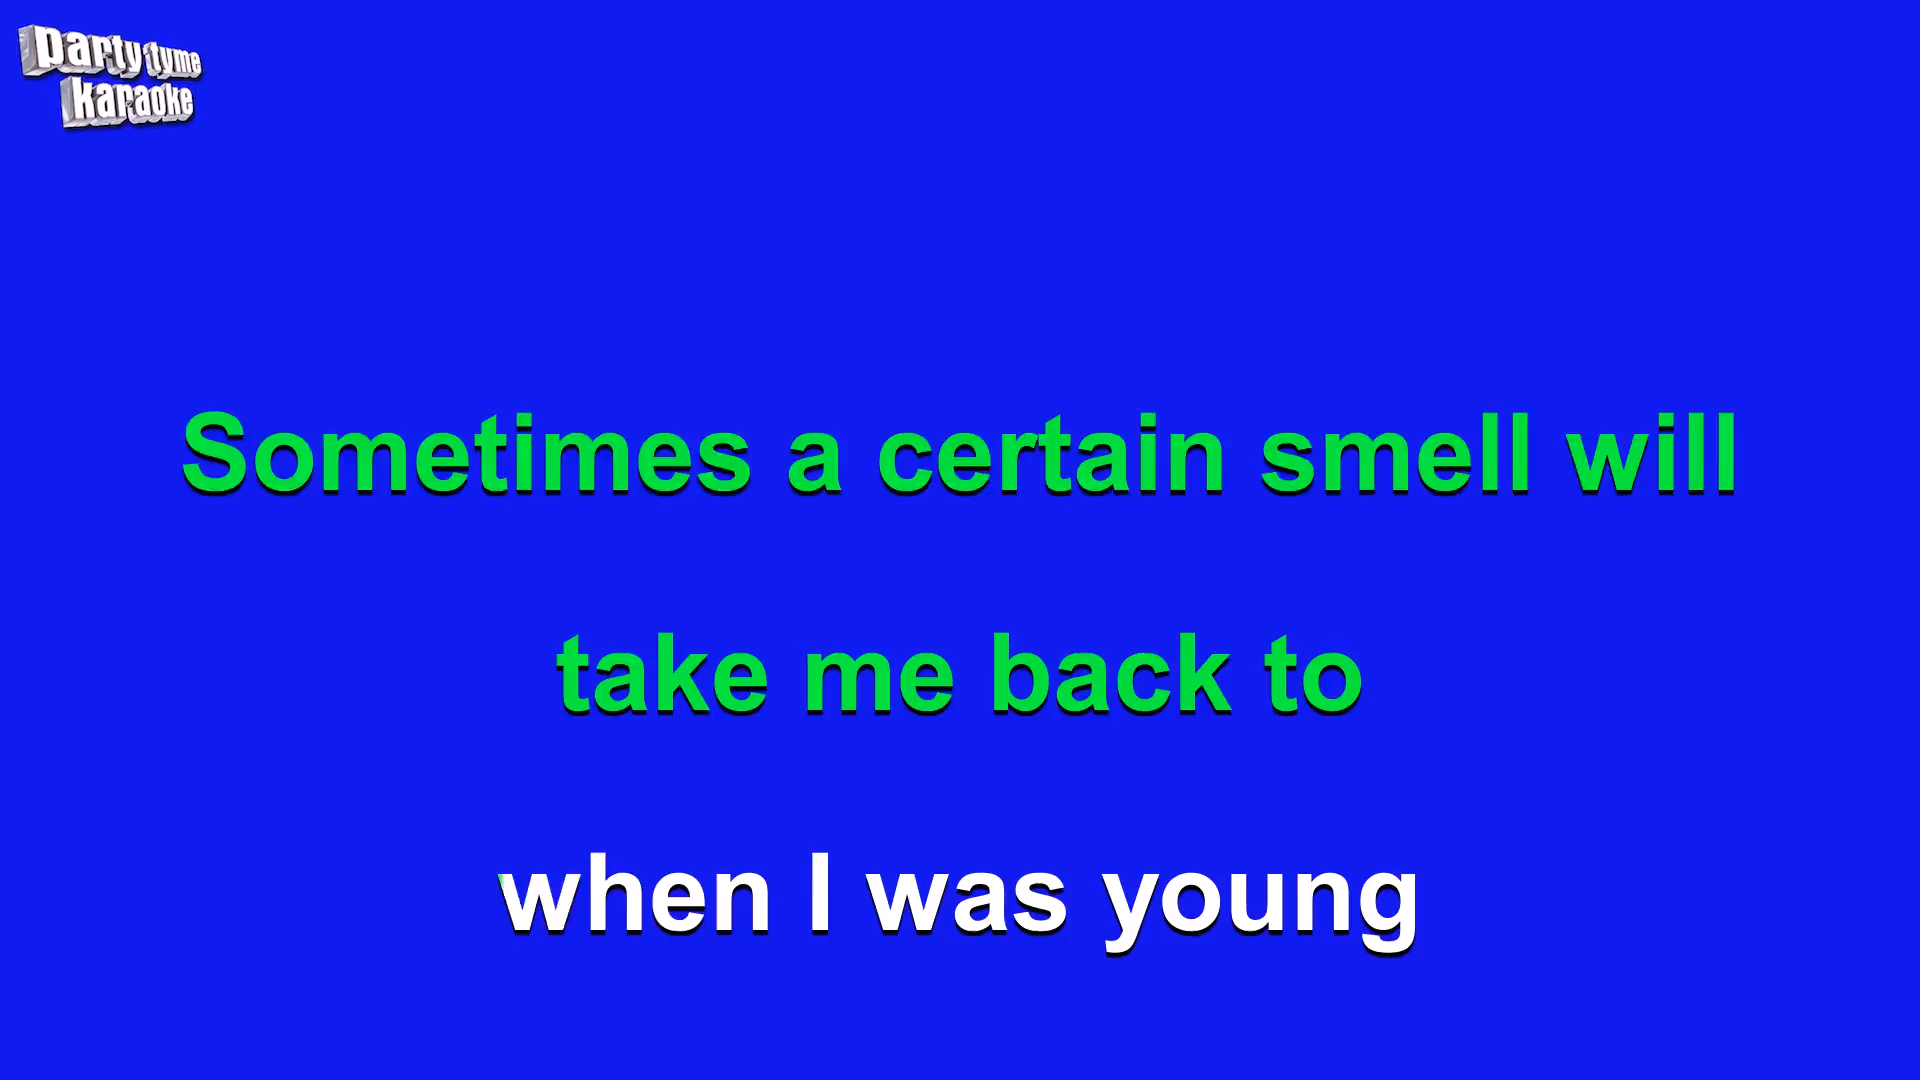 party tyme
karaoke
Sometimes a certain smell will
take me back to
when I was young